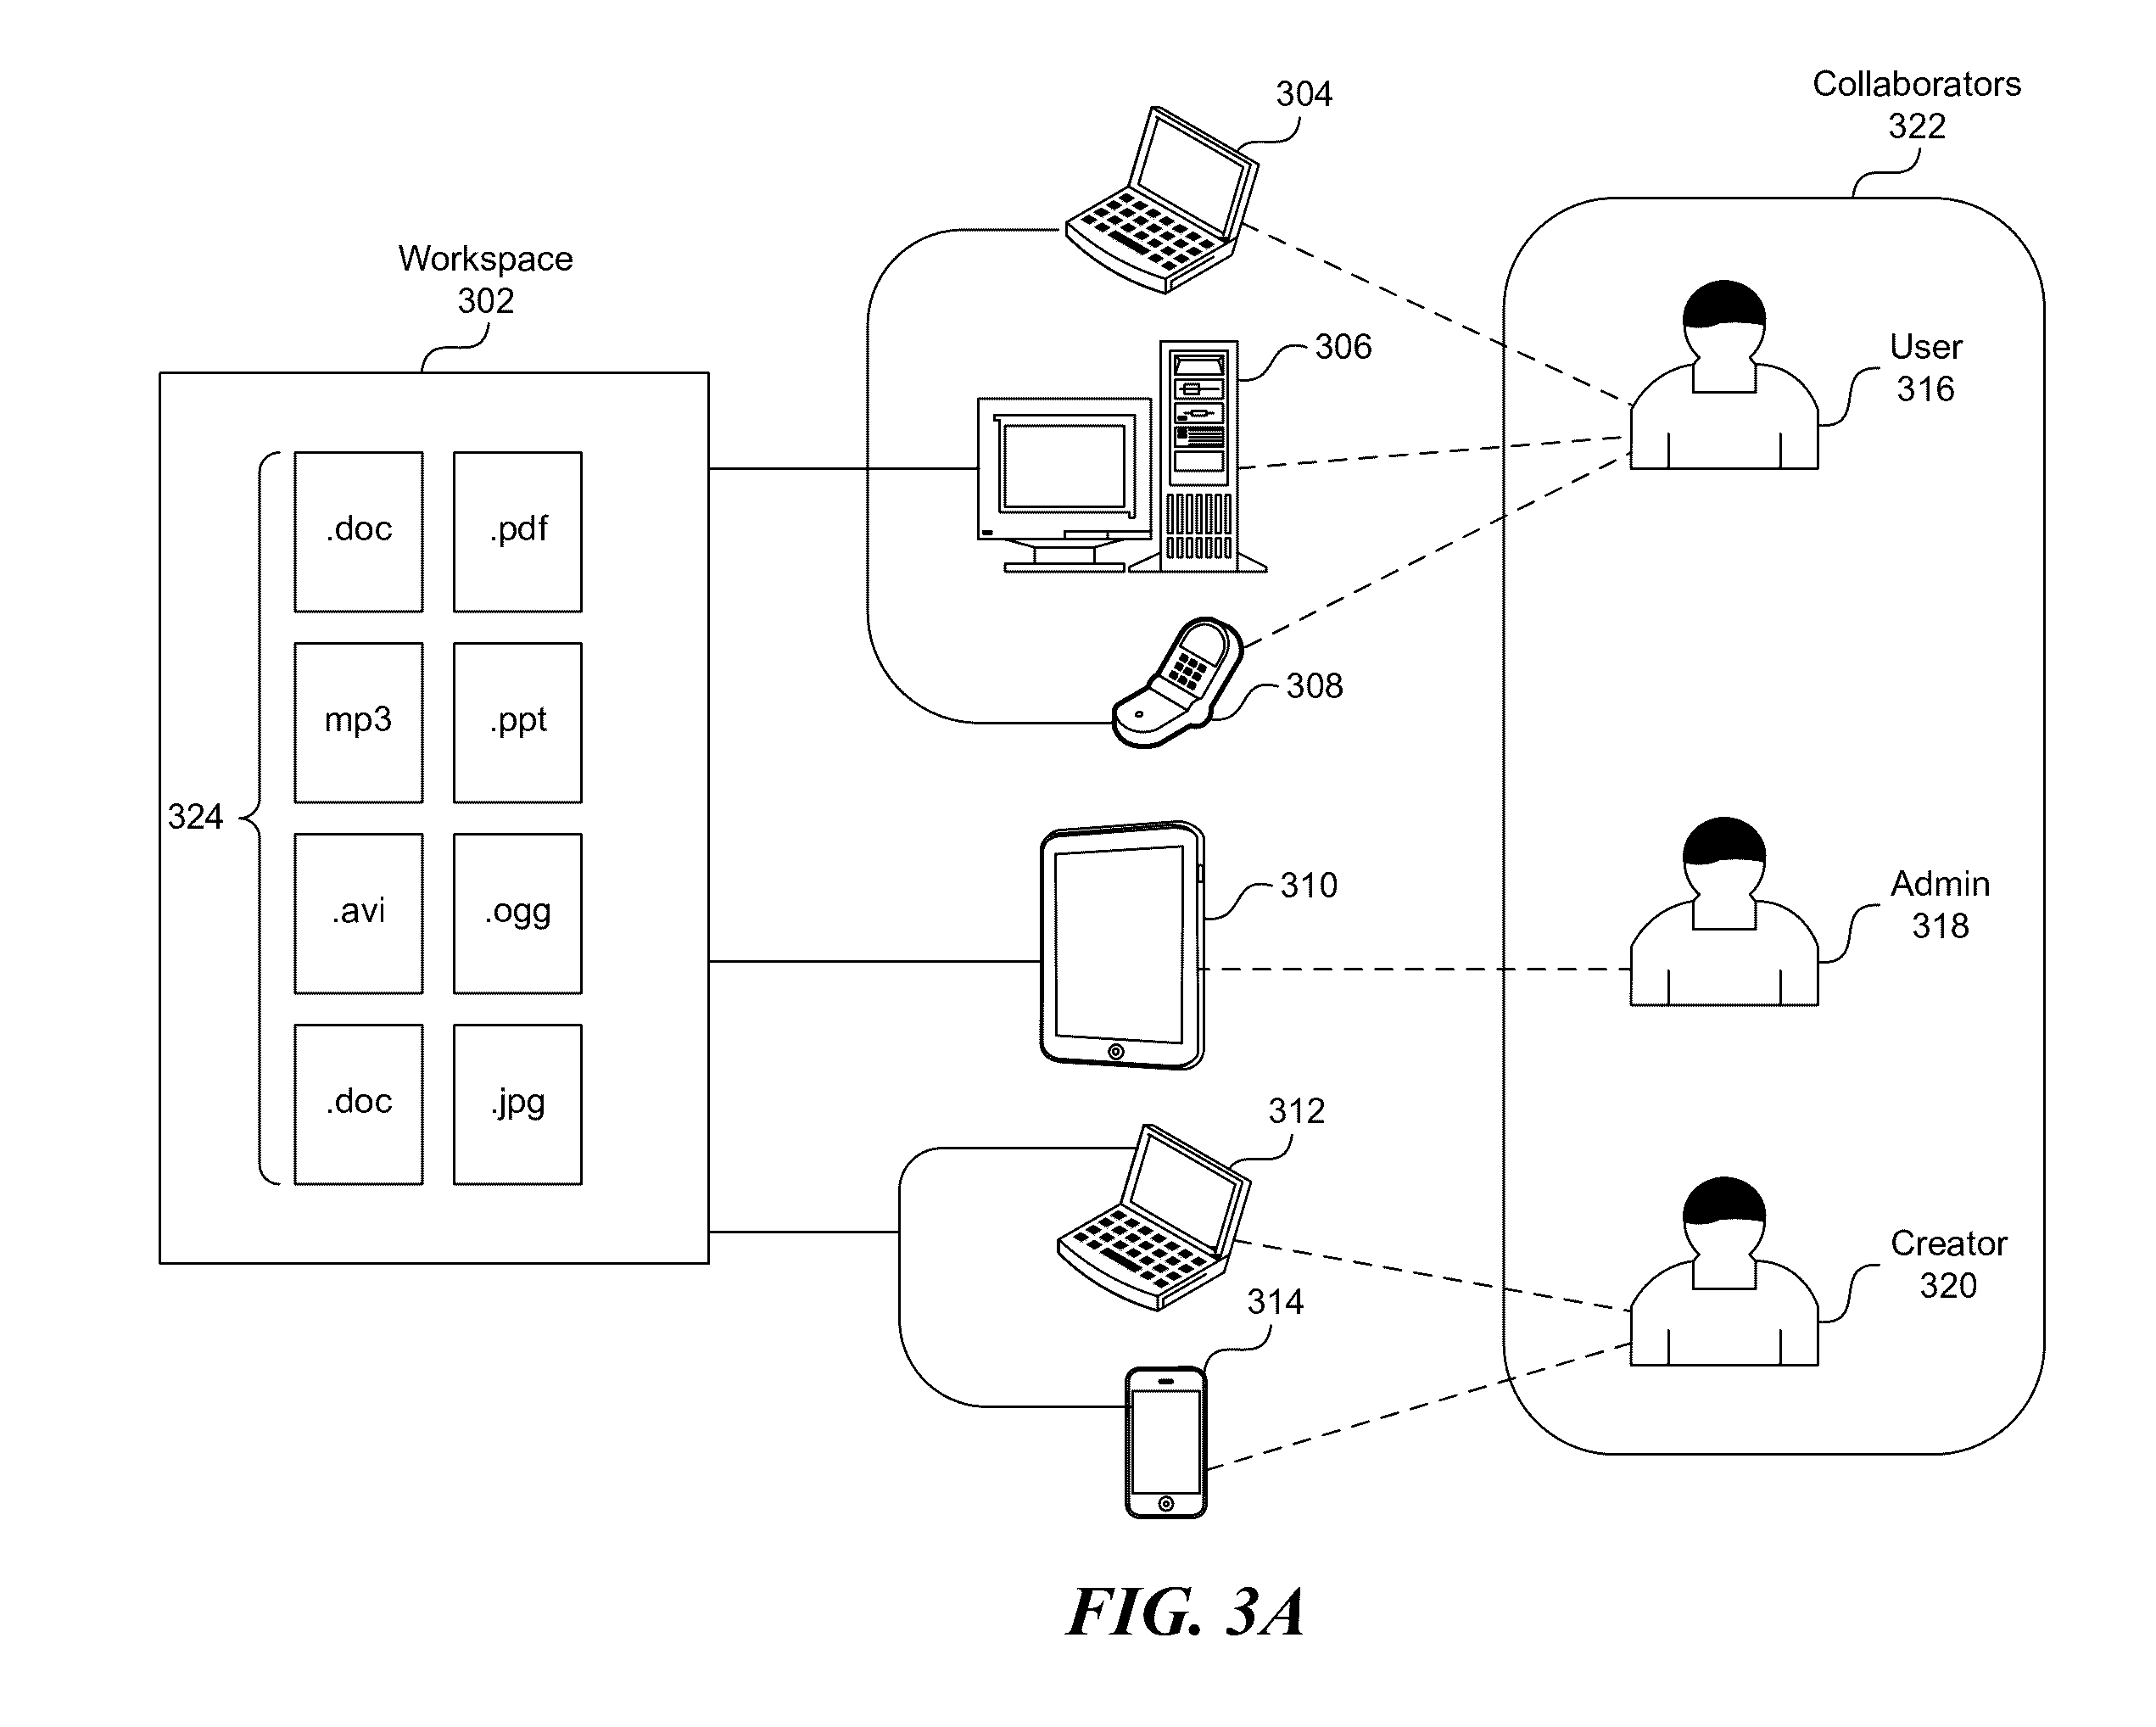 304
Collaborators
322
Workspace
302
306
User
316
.doc
.pdf
308
mp3
.ppt
324
310
Admin
318
.avi
.ogg
.doc
.jpg
312
314
Creator
320
FIG. 3A